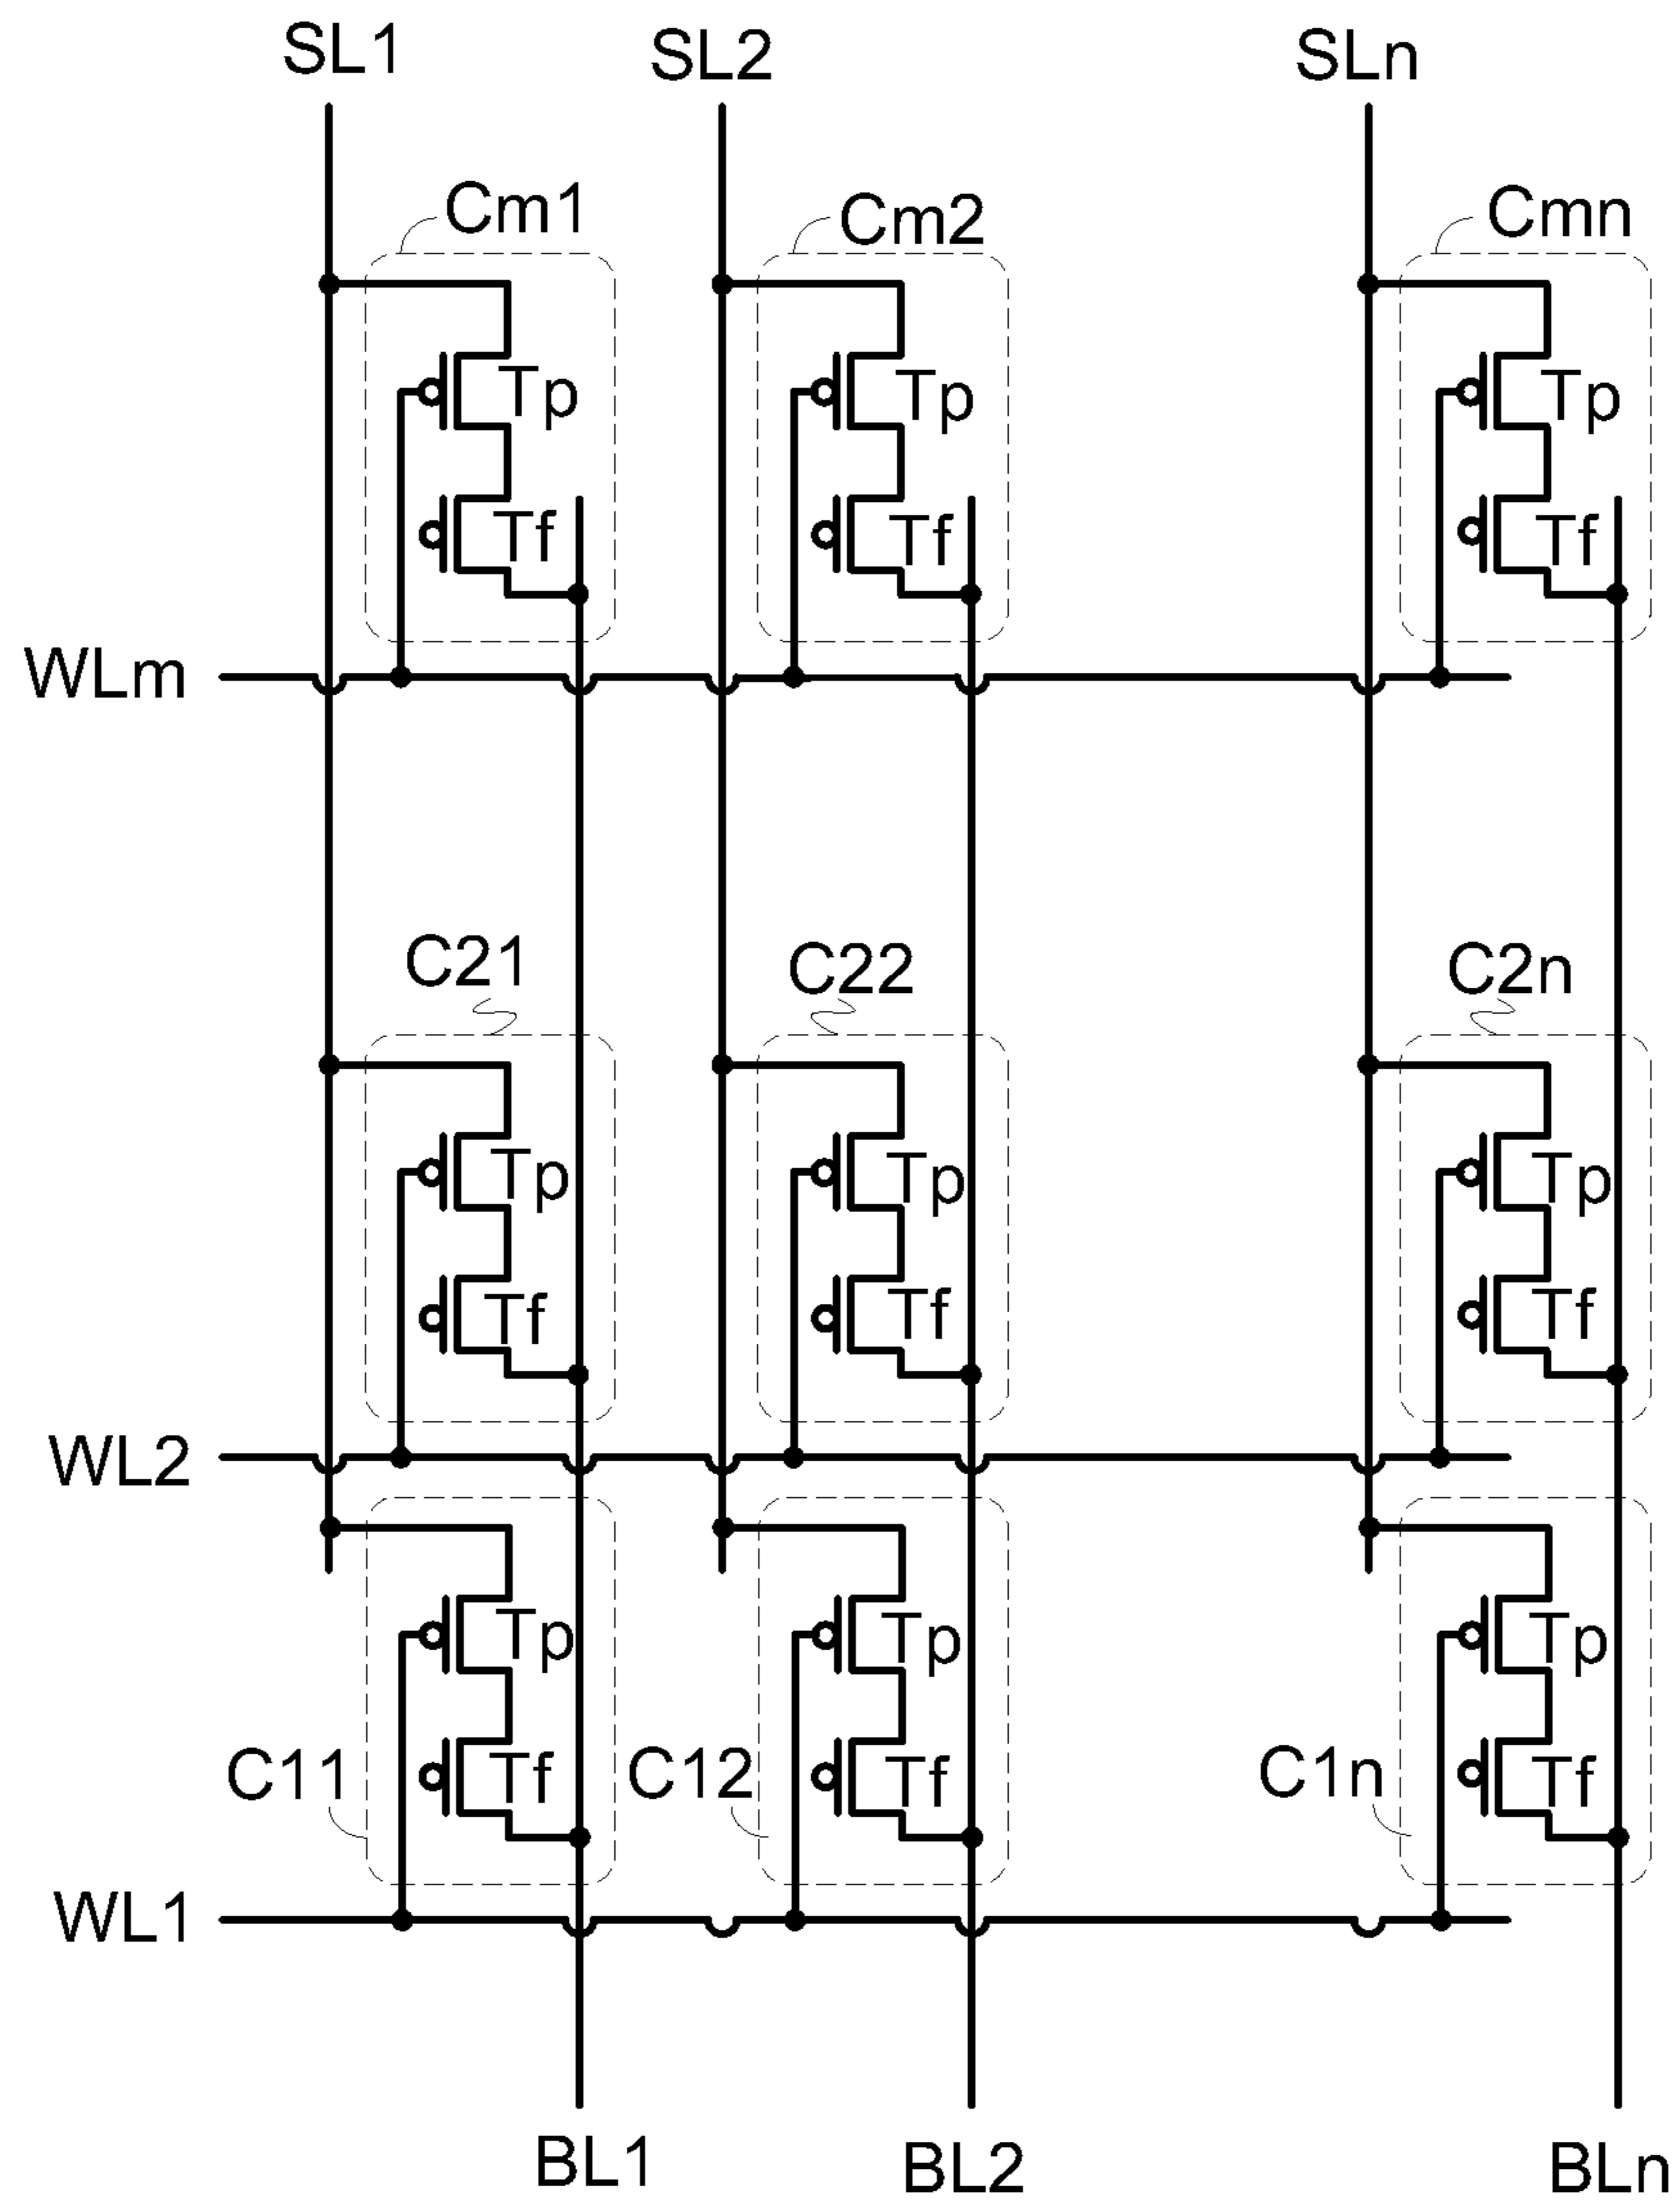 SL1 SL2 SLn
Cm1 Cm2 Cmn
Tp Tp Tp
Tf Tf Tf
WLm
C21 C22 C2n
Tp Tp Tp
Tf Tf Tf
WL2
Tp Tp Tp
C11 Tf C12 Tf C1n Tf
WL1
BL1 BL2 BLn